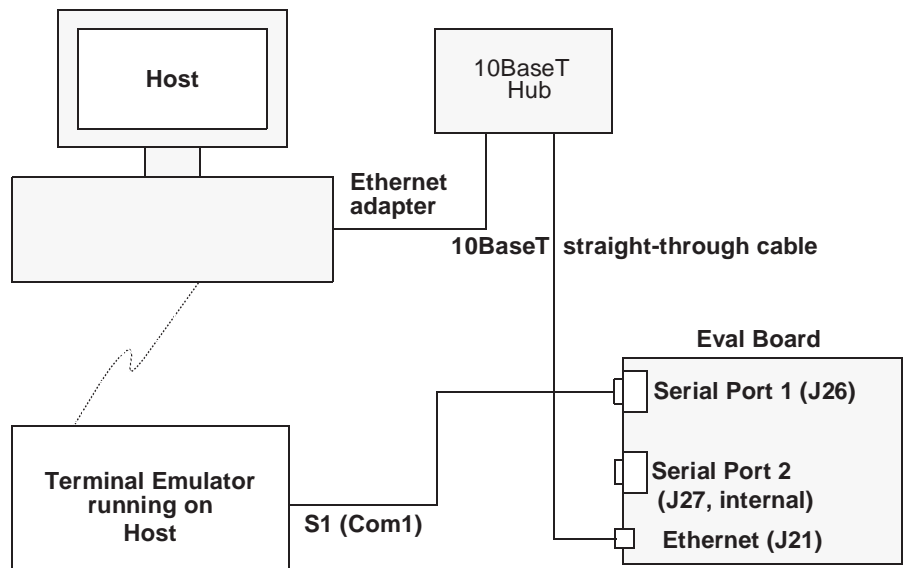 Host
10BaseT
Hub
Ethernet
adapter
10BaseT straight-through cable
Eval Board
Serial Port 1 (J26)
Serial Port 2
(J27, internal)
Ethernet (J21)
Terminal Emulator
running on
Host
S1 (Com1)